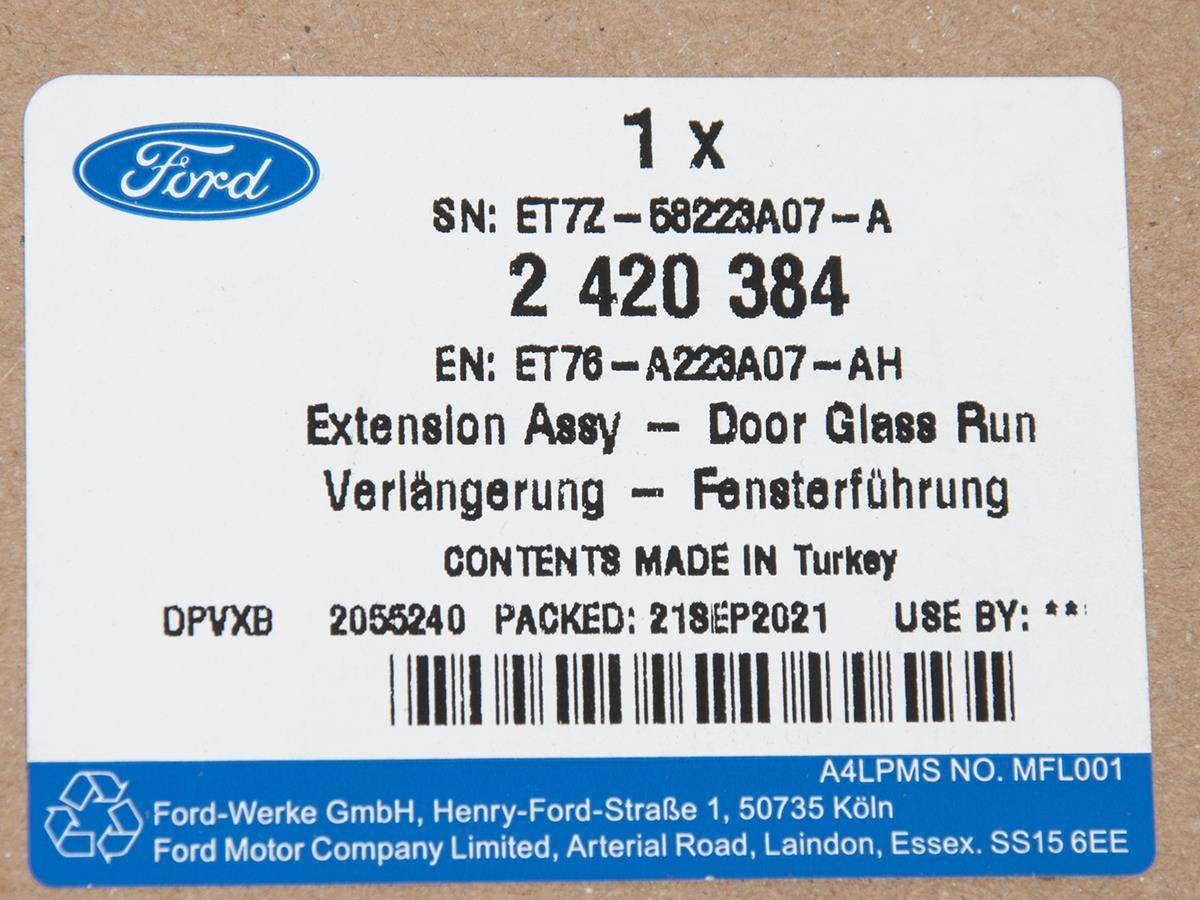 Ford
1 x
SN: ET7Z-58223A07-A
2 420 384
EN: ET76-A223A07-AH
Extension Assy - Door Glass Run
Verlängerung - Fensterführung
CONTENTS MADE IN Turkey
DPVXB 2055240 PACKED: 21SEP2021 USE BY: **
A4LPMS NO. MFL001
Ford-Werke GmbH, Henry-Ford-Straße 1, 50735 Köln
Ford Motor Company Limited, Arterial Road, Laindon, Essex. SS15 6EE